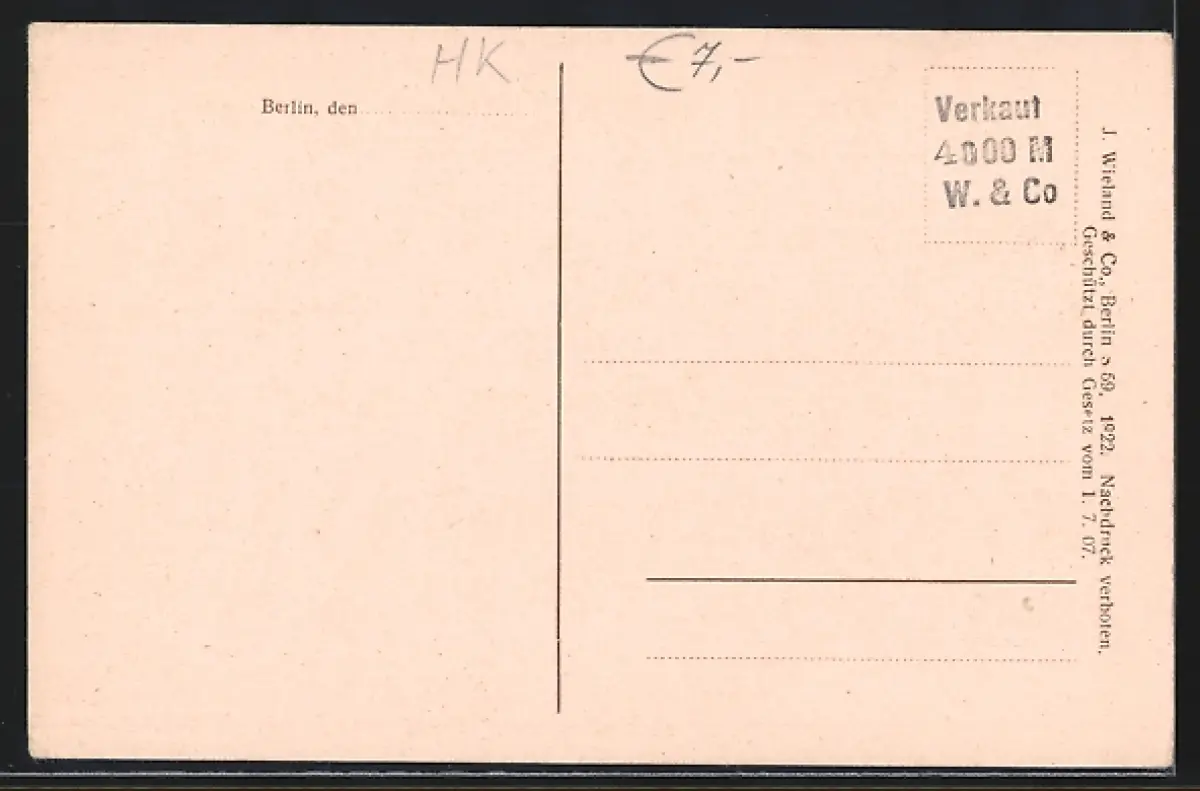 HK
€7,-
Berlin, den
Verkauf
4000 M
W. & Co
J. Wieland & Co., Berlin S 59. 1922. Nachdruck verboten.
Geschützt durch Gesetz vom 1. 7. 07.